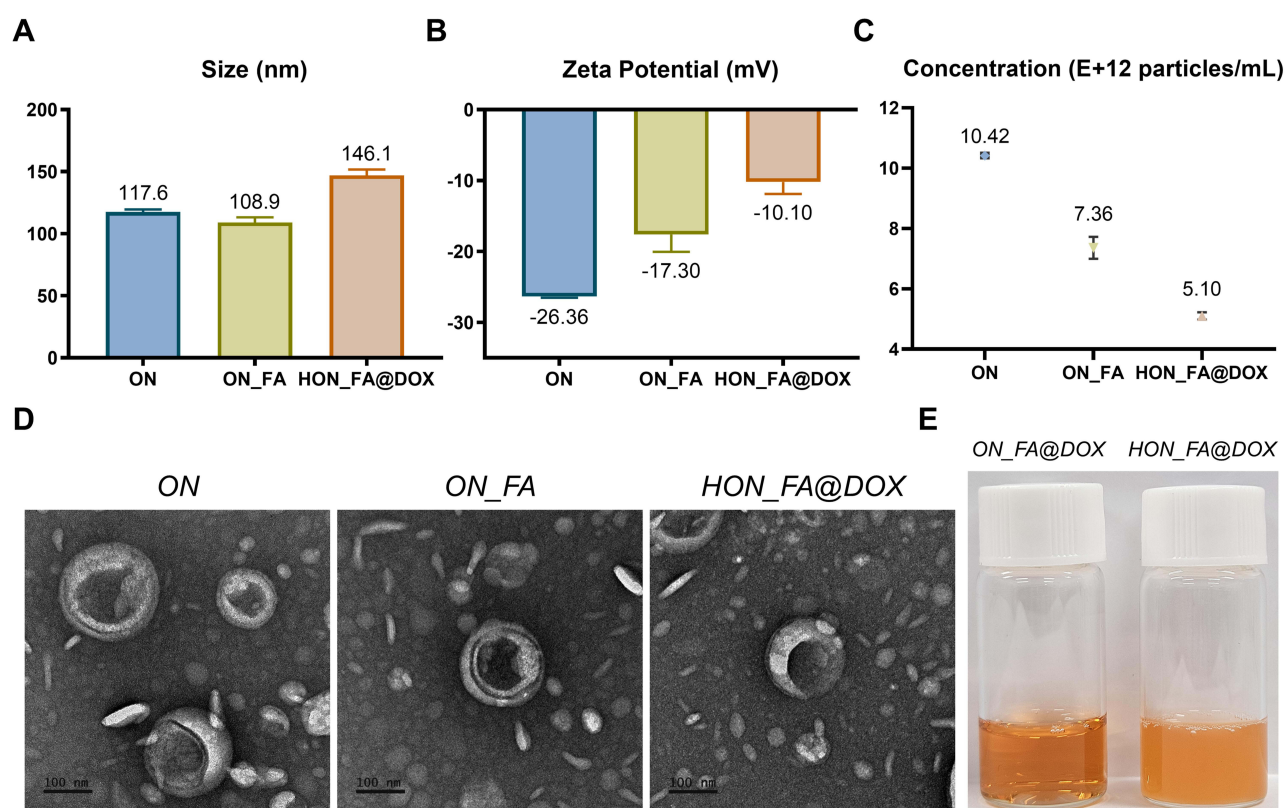 A
Size (nm)
200
150
100
50
0
117.6
108.9
146.1
ON
ON_FA
HON_FA@DOX
B
Zeta Potential (mV)
0
-10
-20
-30
-26.36
-17.30
-10.10
ON
ON_FA
HON_FA@DOX
C
Concentration (E+12 particles/mL)
12
10
8
6
4
10.42
7.36
5.10
ON
ON_FA
HON_FA@DOX
D
ON
ON_FA
HON_FA@DOX
100 nm
100 nm
100 nm
E
ON_FA@DOX
HON_FA@DOX